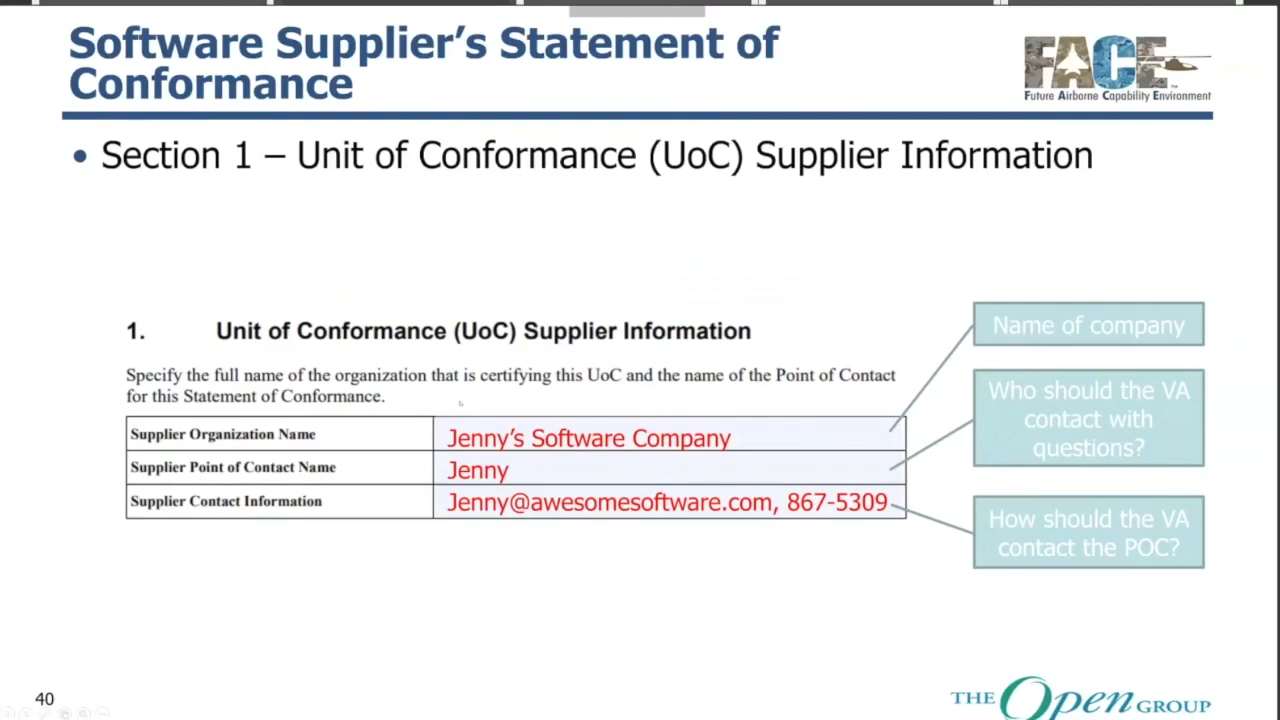 Software Supplier's Statement of
Conformance
FACE
Future Airborne Capability Environment
• Section 1 – Unit of Conformance (UoC) Supplier Information
1. Unit of Conformance (UoC) Supplier Information
Specify the full name of the organization that is certifying this UoC and the name of the Point of Contact
for this Statement of Conformance.
Supplier Organization Name Jenny's Software Company
Supplier Point of Contact Name Jenny
Supplier Contact Information Jenny@awesomesoftware.com, 867-5309
Name of company
Who should the VA
contact with
questions?
How should the VA
contact the POC?
40
THE Open GROUP